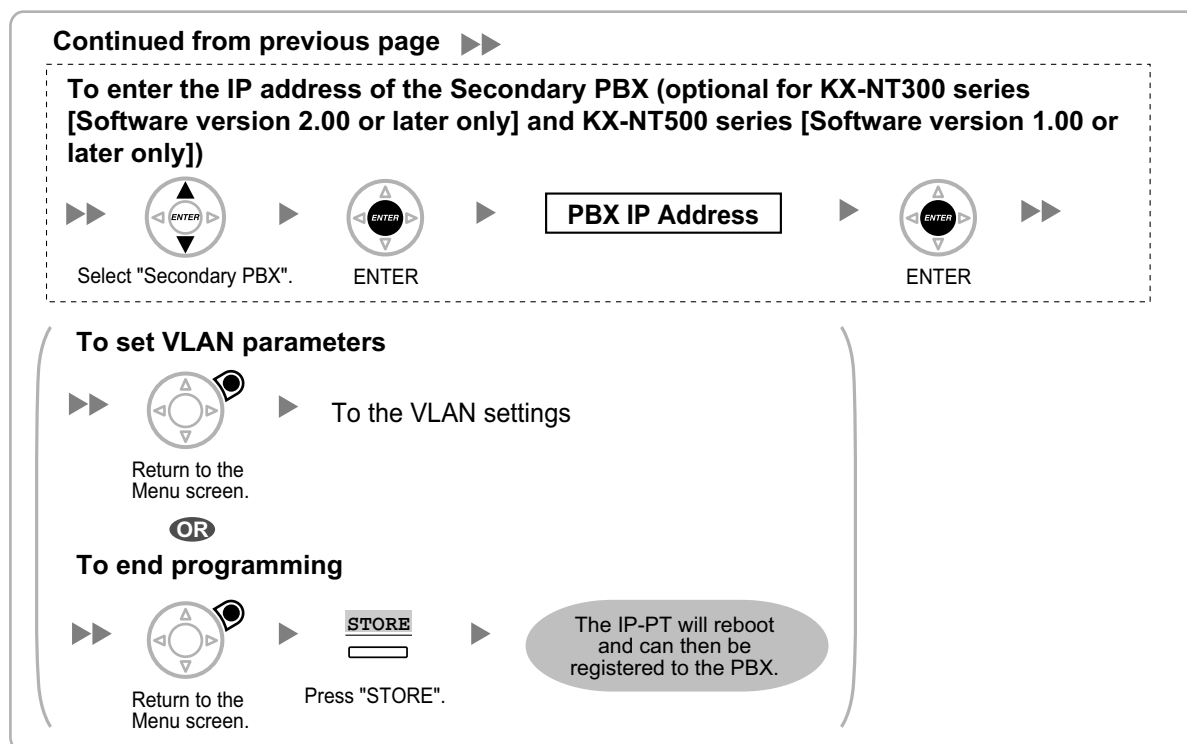 Continued from previous page
To enter the IP address of the Secondary PBX (optional for KX-NT300 series
[Software version 2.00 or later only] and KX-NT500 series [Software version 1.00 or
later only])
ENTER
ENTER
PBX IP Address
ENTER
Select "Secondary PBX".
ENTER
ENTER
To set VLAN parameters
To the VLAN settings
Return to the
Menu screen.
OR
To end programming
STORE
The IP-PT will reboot
and can then be
registered to the PBX.
Return to the
Menu screen.
Press "STORE".